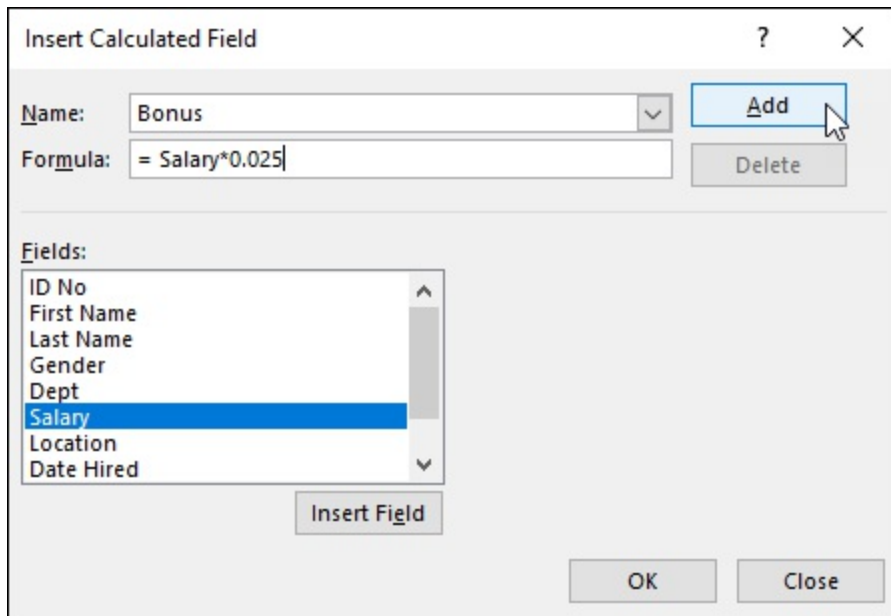 Insert Calculated Field ?
Name: Bonus Add
Formula: = Salary*0.025 Delete
Fields:
ID No
First Name
Last Name
Gender
Dept
Salary
Location
Date Hired
Insert Field
OK Close